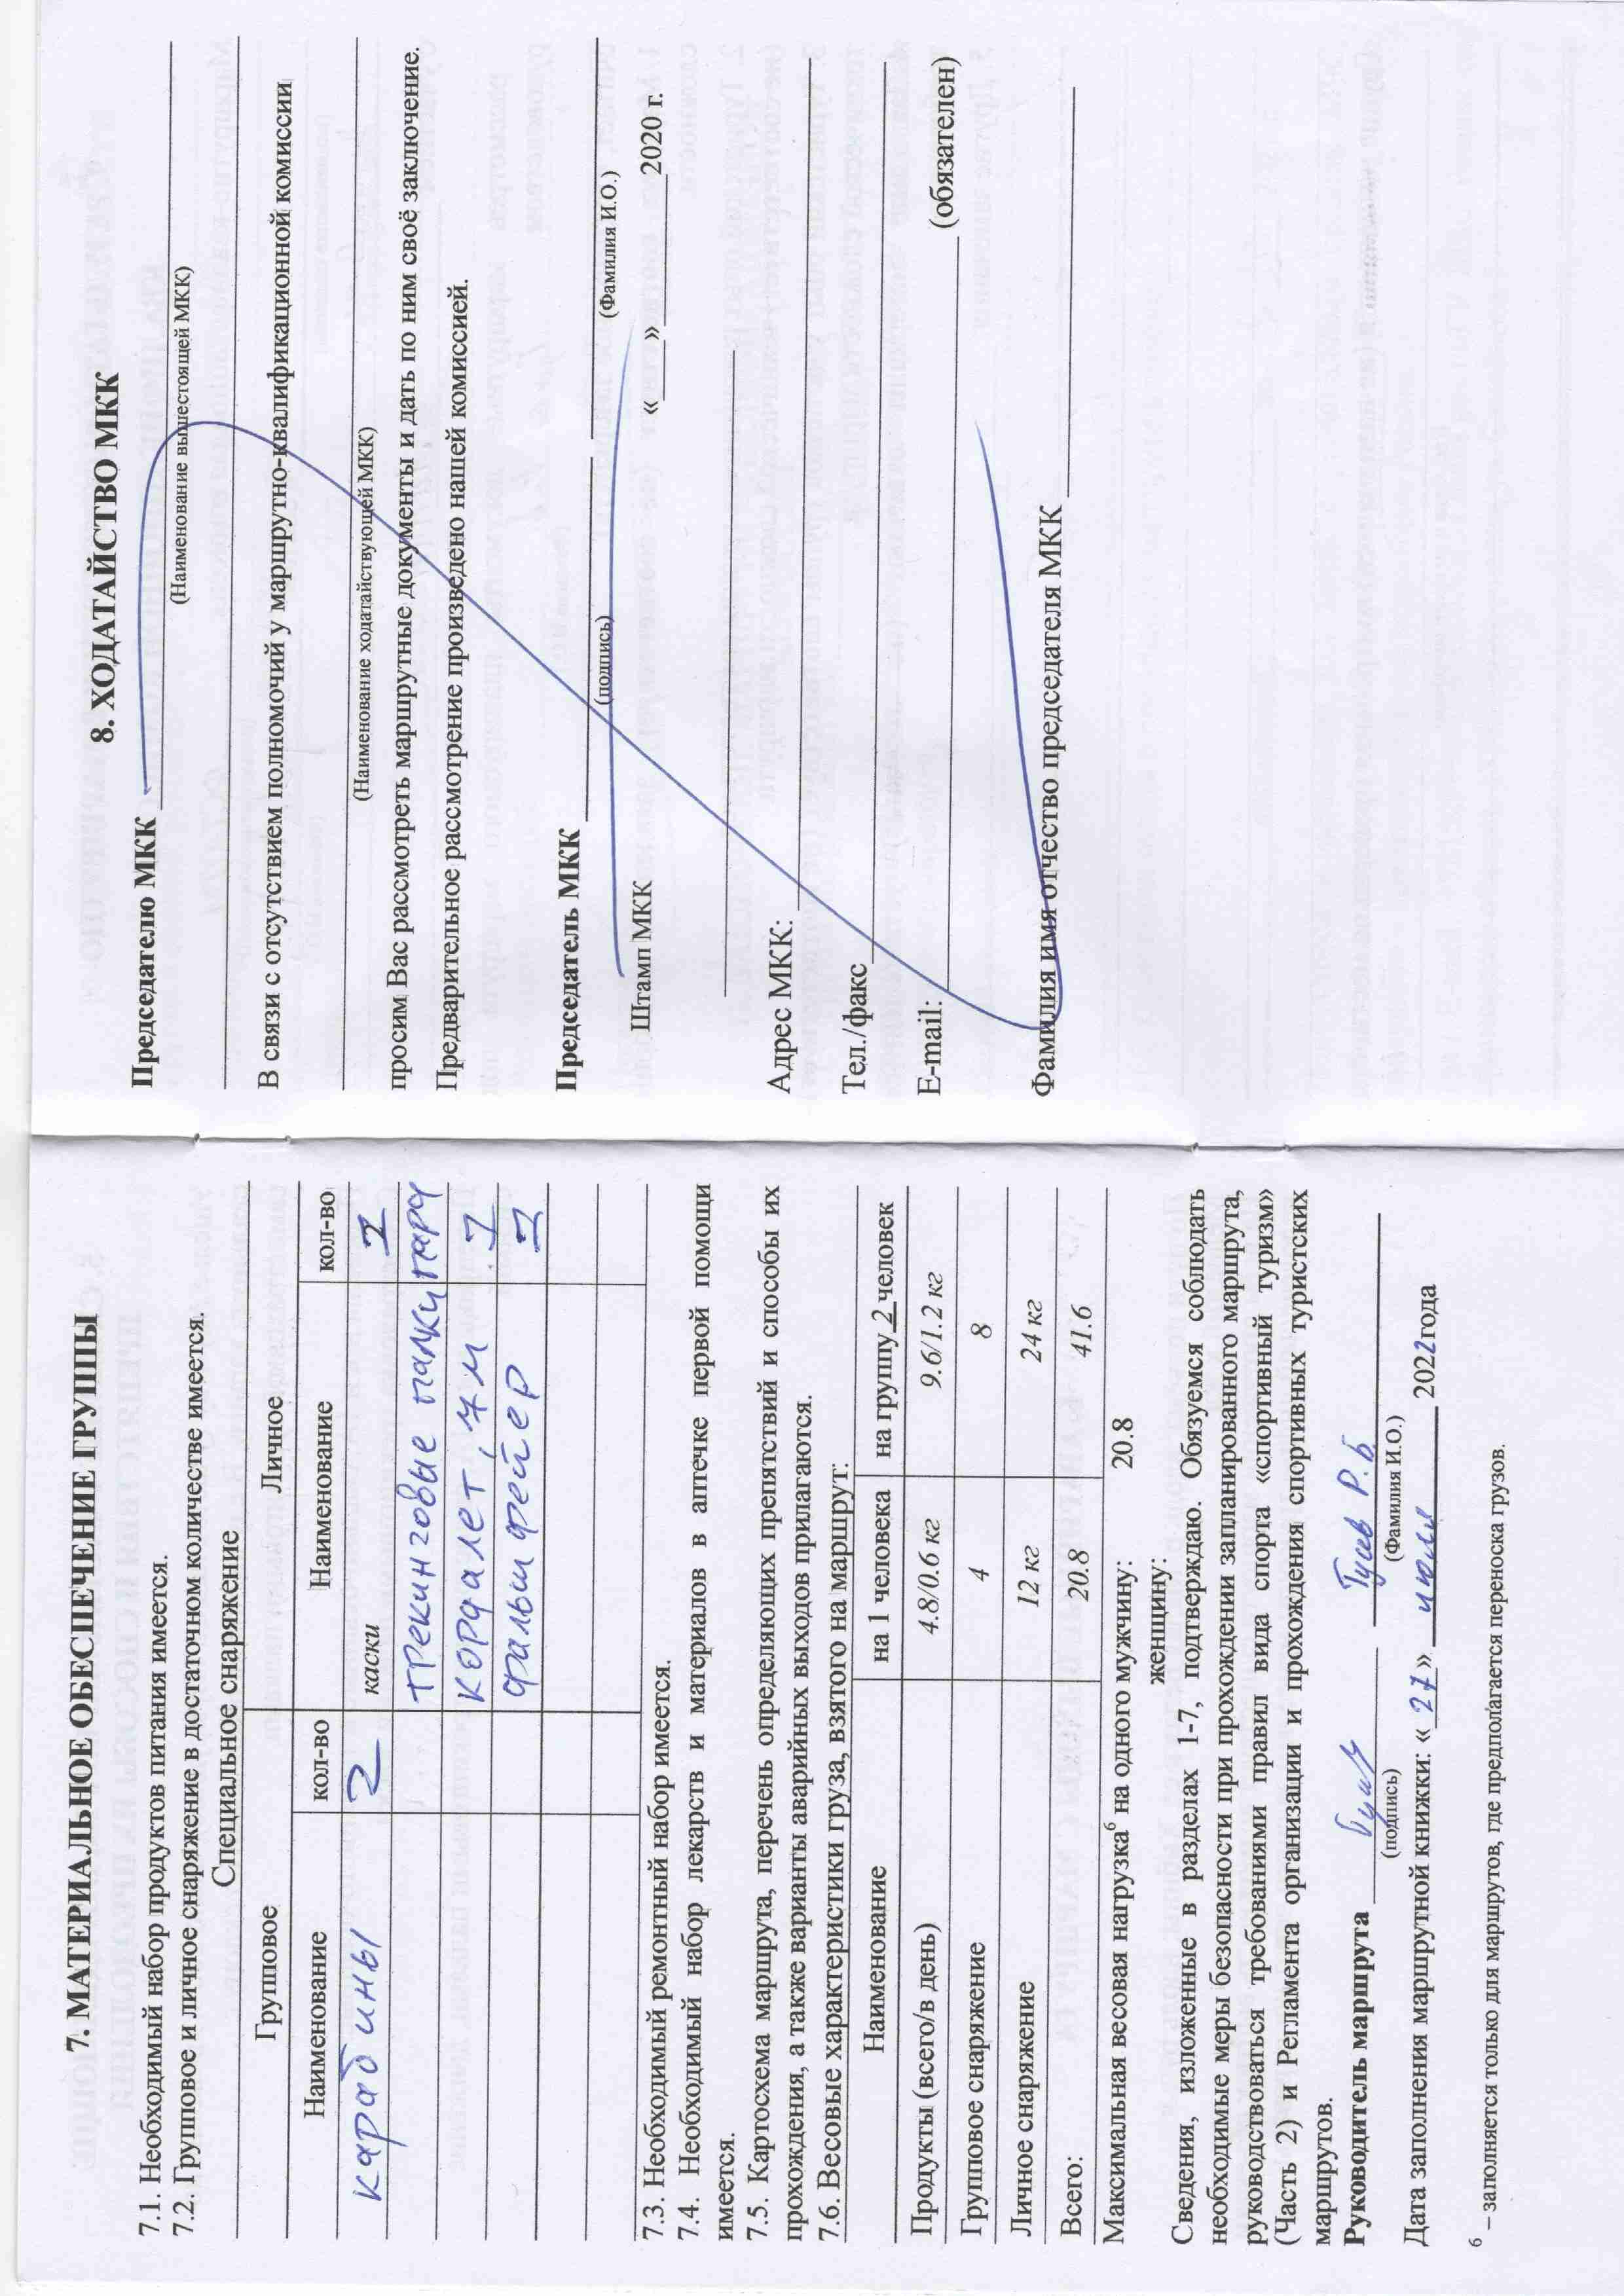 7. МАТЕРИАЛЬНОЕ ОБЕСПЕЧЕНИЕ ГРУППЫ
7.1. Необходимый набор продуктов питания имеется.
7.2. Групповое и личное снаряжение в достаточном количестве имеется.
Специальное снаряжение
Групповое Личное
Наименование кол-во Наименование кол-во
карабины 2 каски 1
трекинговые палки пара
кордалет, 7м 1
фальшфейер 1
7.3. Необходимый ремонтный набор имеется.
7.4. Необходимый набор лекарств и материалов в аптечке первой помощи
имеется.
7.5. Картосхема маршрута, перечень определяющих препятствий и способы их
прохождения, а также варианты аварийных выходов прилагаются.
7.6. Весовые характеристики груза, взятого на маршрут:
Наименование на 1 человека на группу 2 человек
Продукты (всего/в день) 4.8/0.6 кг 9.6/1.2 кг
Групповое снаряжение 4 8
Личное снаряжение 12 кг 24 кг
Всего: 20.8 41.6
Максимальная весовая нагрузка⁶ на одного мужчину: 20.8
женщину:
Сведения, изложенные в разделах 1-7, подтверждаю. Обязуемся соблюдать
необходимые меры безопасности при прохождении запланированного маршрута,
руководствоваться требованиями правил вида спорта «спортивный туризм»
(Часть 2) и Регламента организации и прохождения спортивных туристских
маршрутов.
Руководитель маршрута Р.Б.
(подпись) (Фамилия И.О.)
Дата заполнения маршрутной книжки: «27» июля 2022года
⁶ – заполняется только для маршрутов, где предполагается переноска грузов.
8. ХОДАТАЙСТВО МКК
Председателю МКК
(Наименование вышестоящей МКК)
В связи с отсутствием полномочий у маршрутно-квалификационной комиссии
(Наименование ходатайствующей МКК)
просим Вас рассмотреть маршрутные документы и дать по ним своё заключение.
Предварительное рассмотрение произведено нашей комиссией.
Председатель МКК
(подпись) (Фамилия И.О.)
Штамп МКК « » 2020 г.
Адрес МКК:
Тел./факс
E-mail: (обязателен)
Фамилия имя отчество председателя МКК